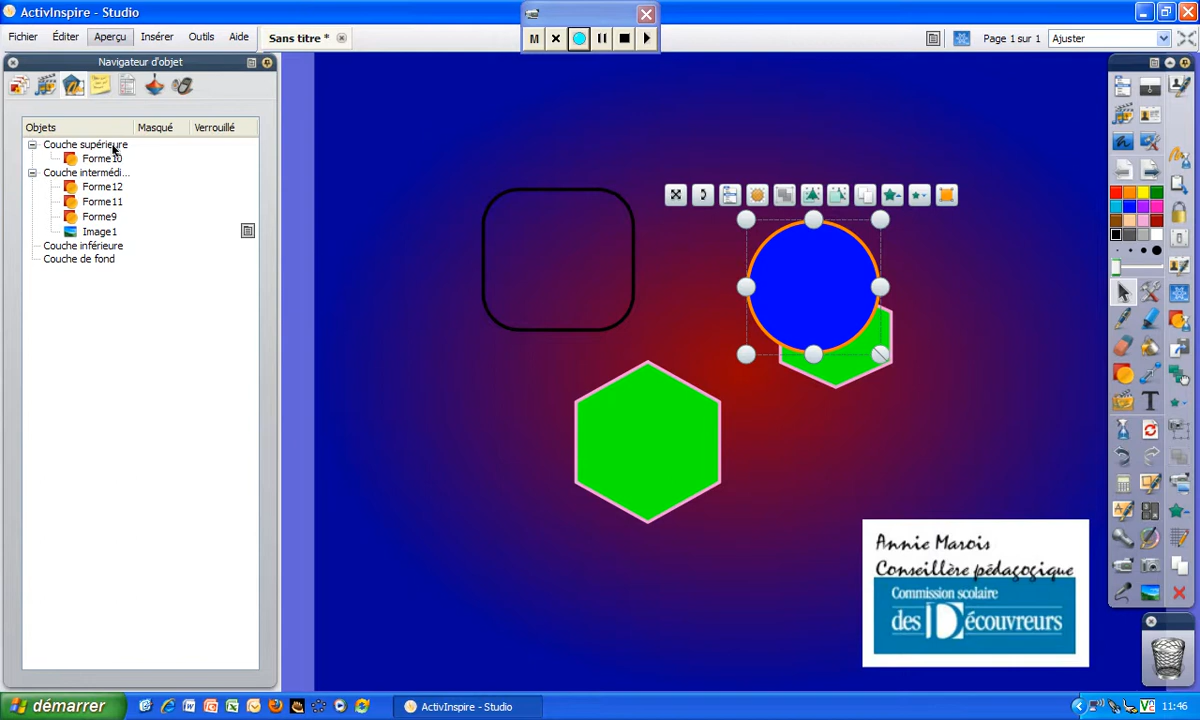 ActivInspire - Studio
Fichier Éditer Aperçu Insérer Outils Aide
Sans titre *
M
Page 1 sur 1
Ajuster
Navigateur d'objet
Objets Masqué Verrouillé
Couche supérieure
Forme10
Couche intermédi...
Forme12
Forme11
Forme9
Image1
Couche inférieure
Couche de fond
Annie Marois
Conseillère pédagogique
Commission scolaire
des Découvreurs
démarrer
ActivInspire - Studio
11:46